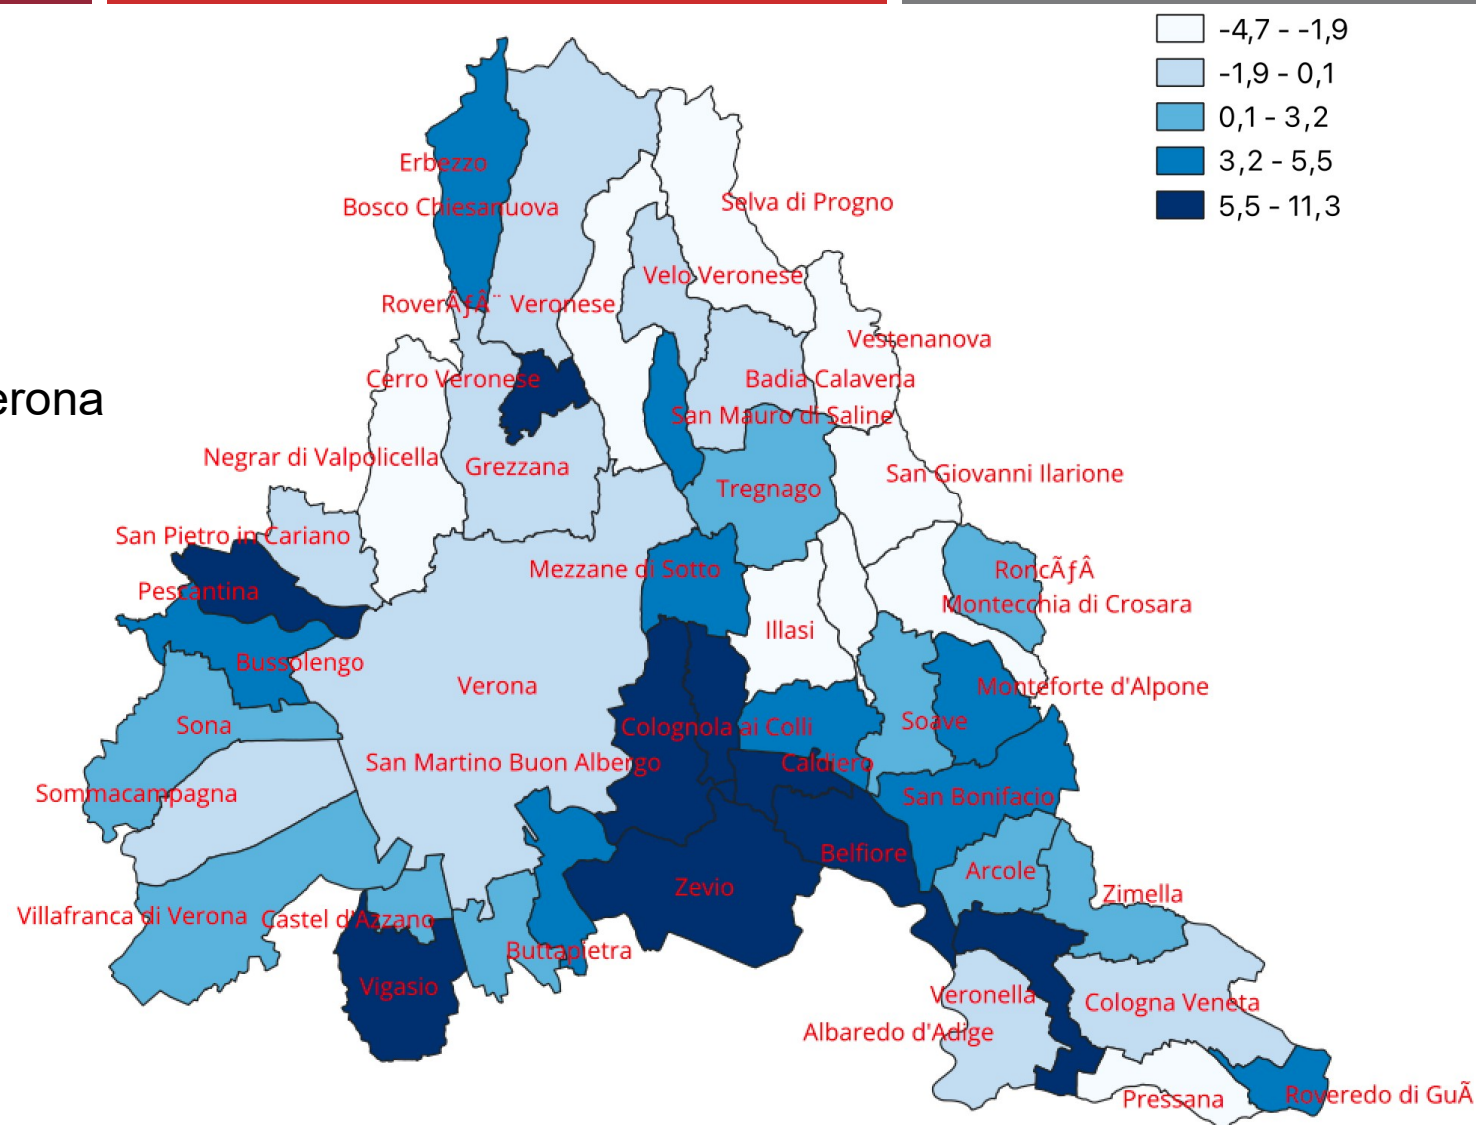 -4,7 - -1,9
-1,9 - 0,1
0,1 - 3,2
3,2 - 5,5
5,5 - 11,3
erona
Erbezzo
Bosco Chiesanuova
Selva di Progno
Velo Veronese
RoverÃƒÂ¨ Veronese
Vestenanova
Cerro Veronese
Badia Calavena
San Mauro di Saline
Negrar di Valpolicella
Grezzana
San Giovanni Ilarione
Tregnago
San Pietro in Cariano
Mezzane di Sotto
RoncÃƒÂ
Pescantina
Montecchia di Crosara
Illasi
Bussolengo
Verona
Monteforte d'Alpone
Sona
Colognola ai Colli
Soave
San Martino Buon Albergo
Caldiero
Sommacampagna
San Bonifacio
Belfiore
Arcole
Zevio
Zimella
Villafranca di Verona
Castel d'Azzano
Buttapietra
Vigasio
Veronella
Cologna Veneta
Albaredo d'Adige
Pressana
Roveredo di GuÃ